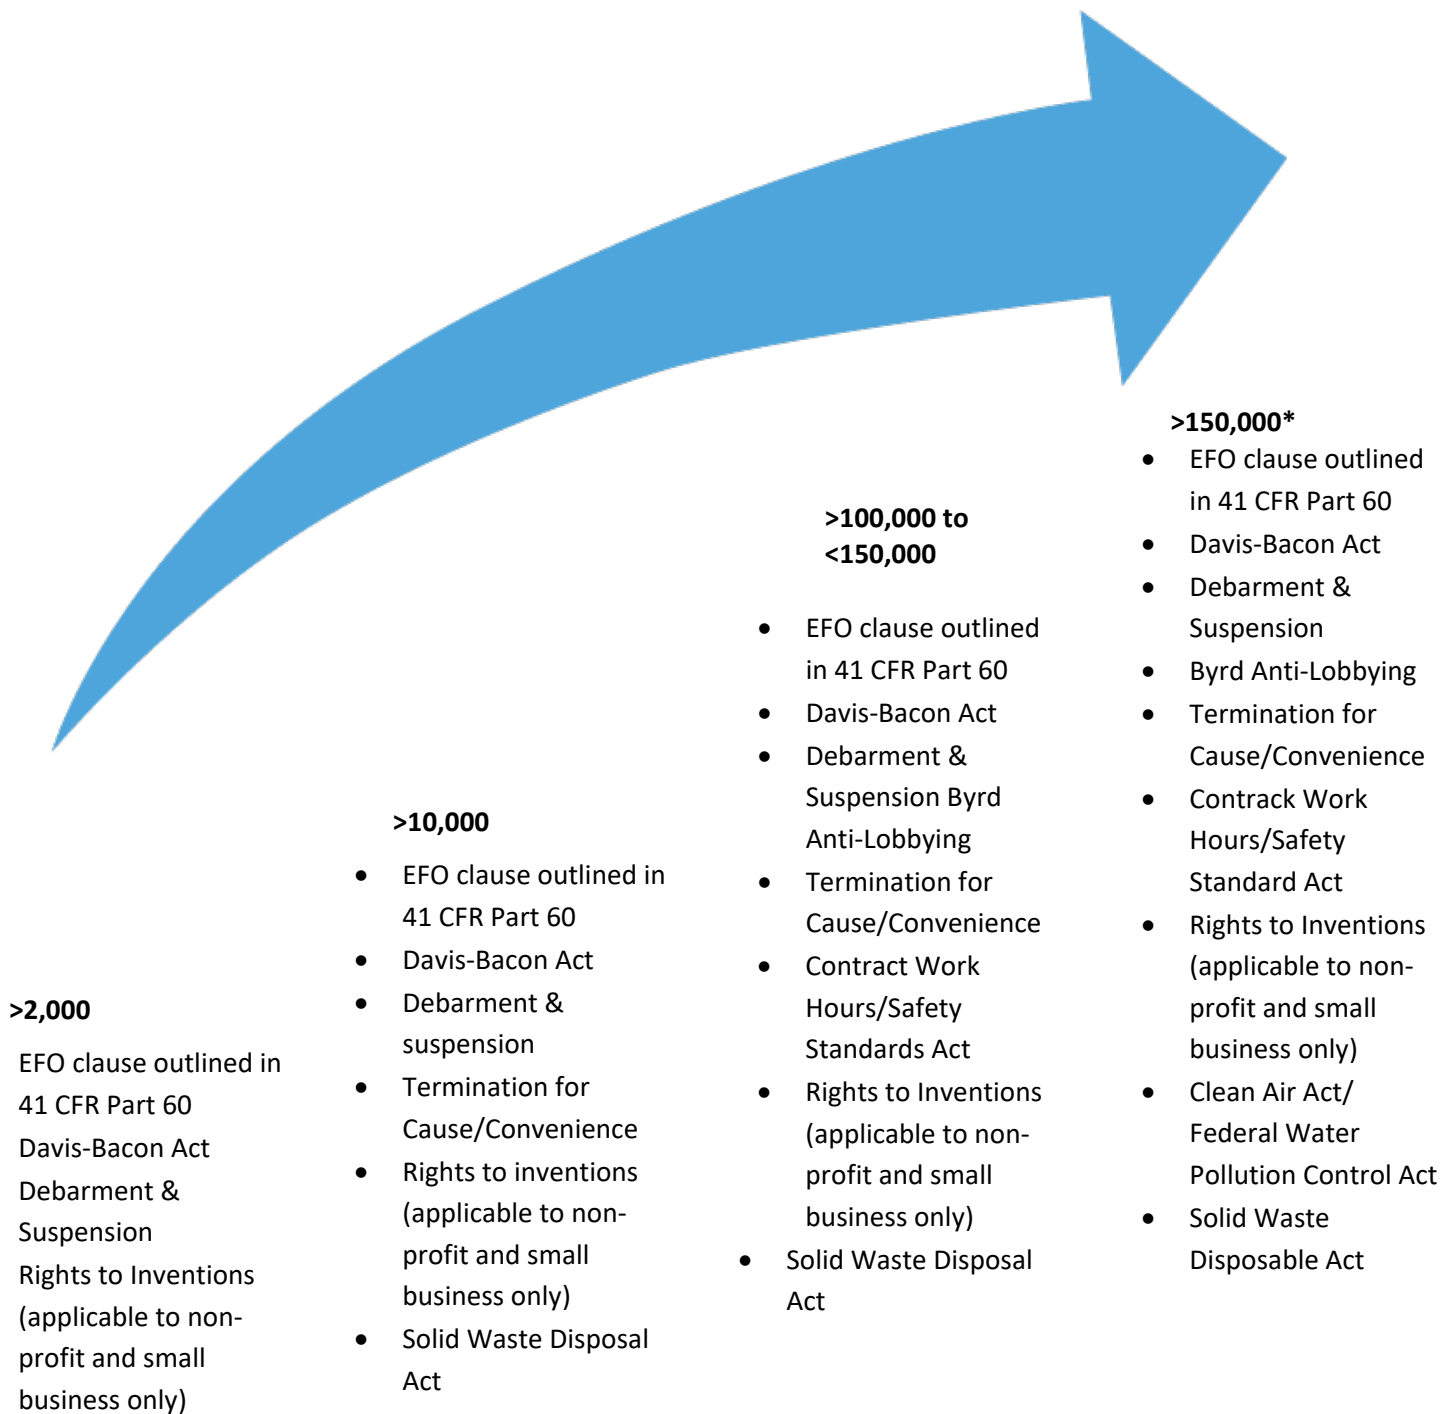 >2,000
EFO clause outlined in
41 CFR Part 60
Davis-Bacon Act
Debarment &
Suspension
Rights to Inventions
(applicable to non-
profit and small
business only)
>10,000
• EFO clause outlined in
41 CFR Part 60
• Davis-Bacon Act
• Debarment &
suspension
• Termination for
Cause/Convenience
• Rights to inventions
(applicable to non-
profit and small
business only)
• Solid Waste Disposal
Act
>100,000 to
<150,000
• EFO clause outlined
in 41 CFR Part 60
• Davis-Bacon Act
• Debarment &
Suspension Byrd
Anti-Lobbying
• Termination for
Cause/Convenience
• Contract Work
Hours/Safety
Standards Act
• Rights to Inventions
(applicable to non-
profit and small
business only)
• Solid Waste Disposal
Act
>150,000*
• EFO clause outlined
in 41 CFR Part 60
• Davis-Bacon Act
• Debarment &
Suspension
• Byrd Anti-Lobbying
• Termination for
Cause/Convenience
• Contrack Work
Hours/Safety
Standard Act
• Rights to Inventions
(applicable to non-
profit and small
business only)
• Clean Air Act/
Federal Water
Pollution Control Act
• Solid Waste
Disposable Act